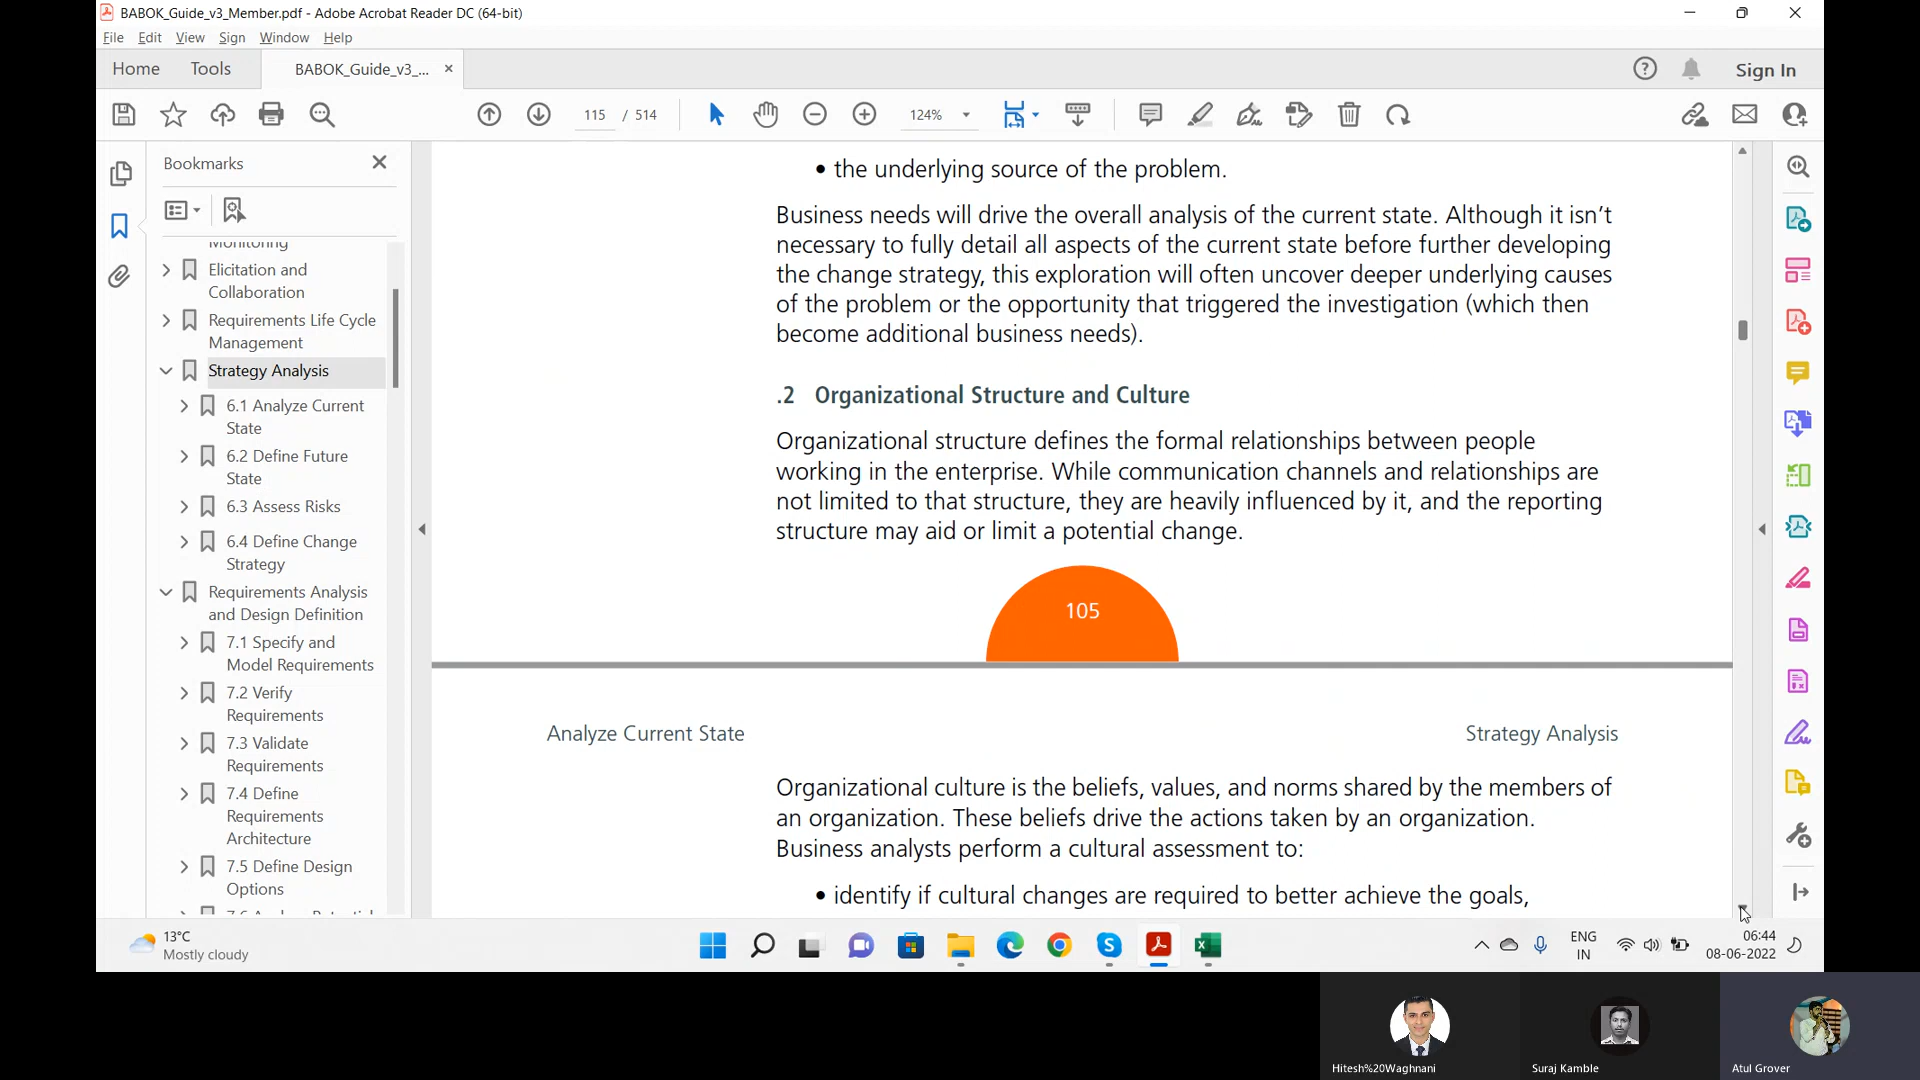 BABOK_Guide_v3_Member.pdf - Adobe Acrobat Reader DC (64-bit)
File Edit View Sign Window Help
Home Tools BABOK_Guide_v3_... Sign In
115 / 514 124%
Bookmarks
Monitoring
Elicitation and
Collaboration
Requirements Life Cycle
Management
Strategy Analysis
6.1 Analyze Current
State
6.2 Define Future
State
6.3 Assess Risks
6.4 Define Change
Strategy
Requirements Analysis
and Design Definition
7.1 Specify and
Model Requirements
7.2 Verify
Requirements
7.3 Validate
Requirements
7.4 Define
Requirements
Architecture
7.5 Define Design
Options
• the underlying source of the problem.
Business needs will drive the overall analysis of the current state. Although it isn’t
necessary to fully detail all aspects of the current state before further developing
the change strategy, this exploration will often uncover deeper underlying causes
of the problem or the opportunity that triggered the investigation (which then
become additional business needs).
.2 Organizational Structure and Culture
Organizational structure defines the formal relationships between people
working in the enterprise. While communication channels and relationships are
not limited to that structure, they are heavily influenced by it, and the reporting
structure may aid or limit a potential change.
105
Analyze Current State Strategy Analysis
Organizational culture is the beliefs, values, and norms shared by the members of
an organization. These beliefs drive the actions taken by an organization.
Business analysts perform a cultural assessment to:
• identify if cultural changes are required to better achieve the goals,
13°C
Mostly cloudy
ENG
IN
06:44
08-06-2022
Hitesh%20Waghnani Suraj Kamble Atul Grover